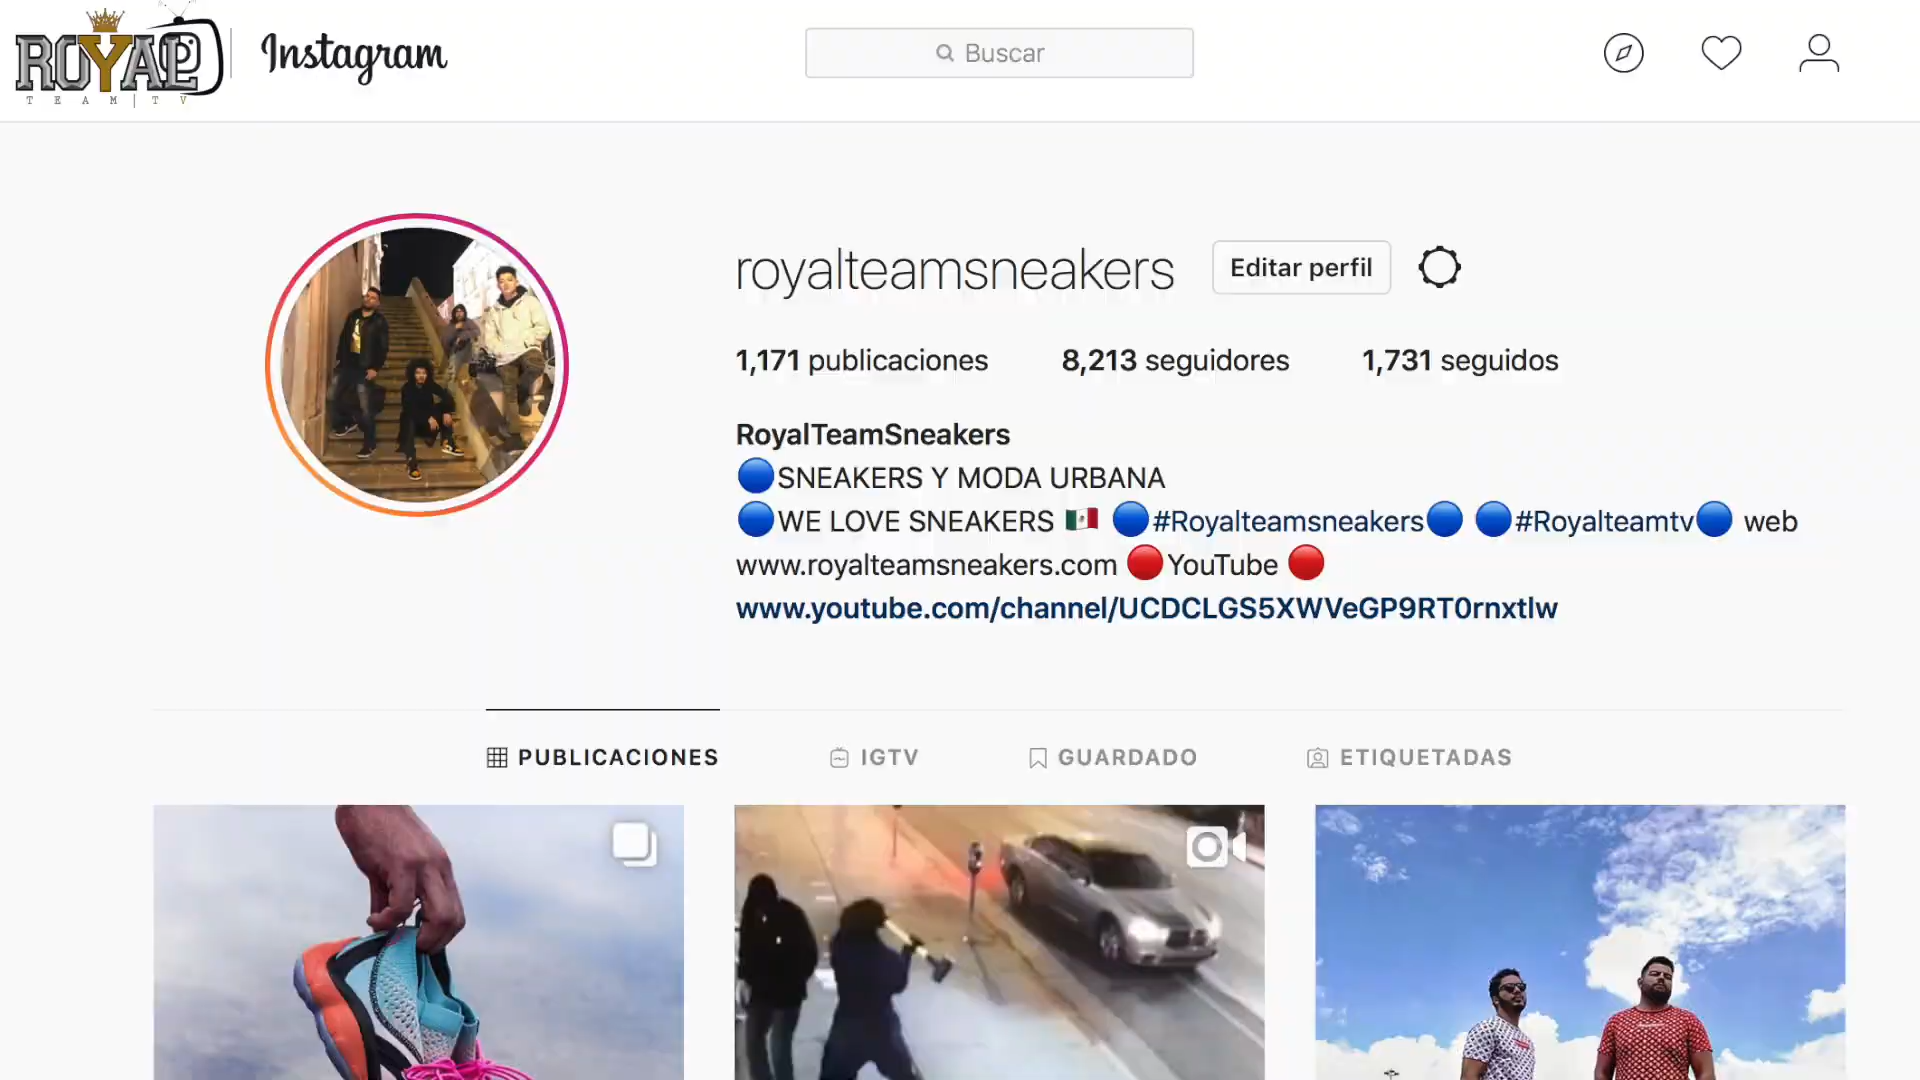 ROYAL
TEAM|TV
Instagram
Buscar
royalteamsneakers
Editar perfil
1,171 publicaciones
8,213 seguidores
1,731 seguidos
RoyalTeamSneakers
🔵SNEAKERS Y MODA URBANA
🔵WE LOVE SNEAKERS 🇲🇽 🔵#Royalteamsneakers🔵 🔵#Royalteamtv🔵 web
www.royalteamsneakers.com 🔴YouTube 🔴
www.youtube.com/channel/UCDCLGS5XWVeGP9RT0rnxtlw
PUBLICACIONES
IGTV
GUARDADO
ETIQUETADAS